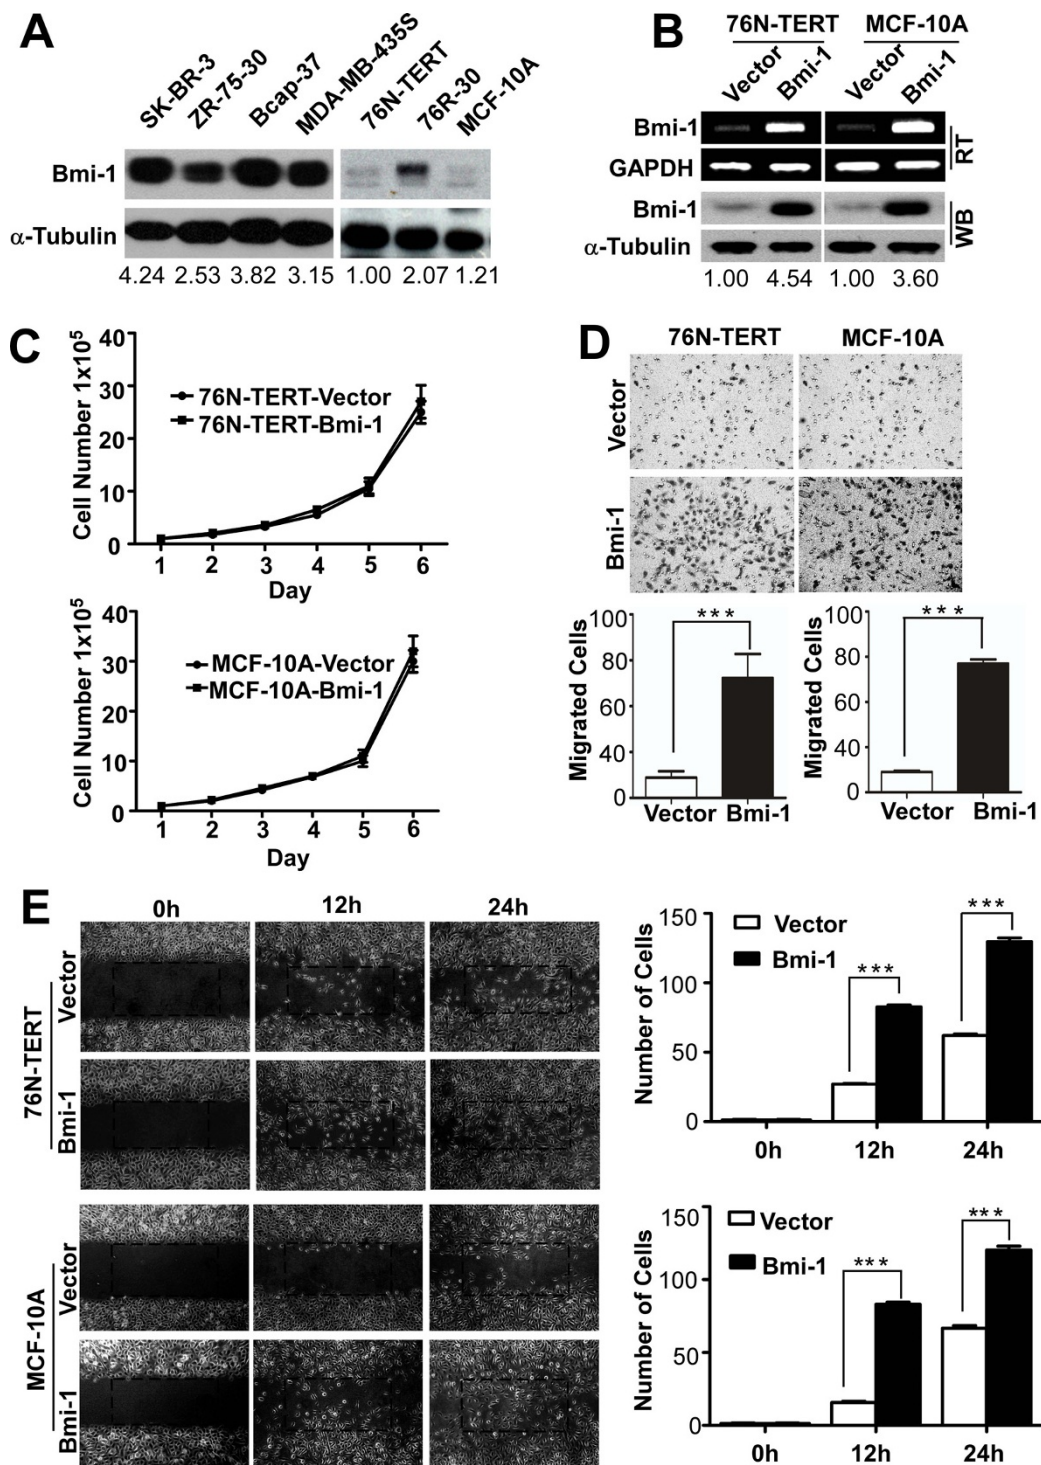 A
SK-BR-3
ZR-75-30
Bcap-37
MDA-MB-435S
76N-TERT
76R-30
MCF-10A
Bmi-1
α-Tubulin
4.24 2.53 3.82 3.15 1.00 2.07 1.21
B
76N-TERT MCF-10A
Vector Bmi-1 Vector Bmi-1
Bmi-1
GAPDH
RT
Bmi-1
α-Tubulin
WB
1.00 4.54 1.00 3.60
C
Cell Number 1x10⁵
40
30
20
10
0
76N-TERT-Vector
76N-TERT-Bmi-1
1 2 3 4 5 6
Day
Cell Number 1x10⁵
40
30
20
10
0
MCF-10A-Vector
MCF-10A-Bmi-1
1 2 3 4 5 6
Day
D
76N-TERT MCF-10A
Vector
Bmi-1
Migrated Cells
100
80
60
40
0
***
Vector Bmi-1
Migrated Cells
100
80
60
40
0
***
Vector Bmi-1
E
0h 12h 24h
76N-TERT
Vector
Bmi-1
MCF-10A
Vector
Bmi-1
Number of Cells
150
100
50
0
Vector
Bmi-1
***
***
0h 12h 24h
Number of Cells
150
100
50
0
Vector
Bmi-1
***
***
0h 12h 24h